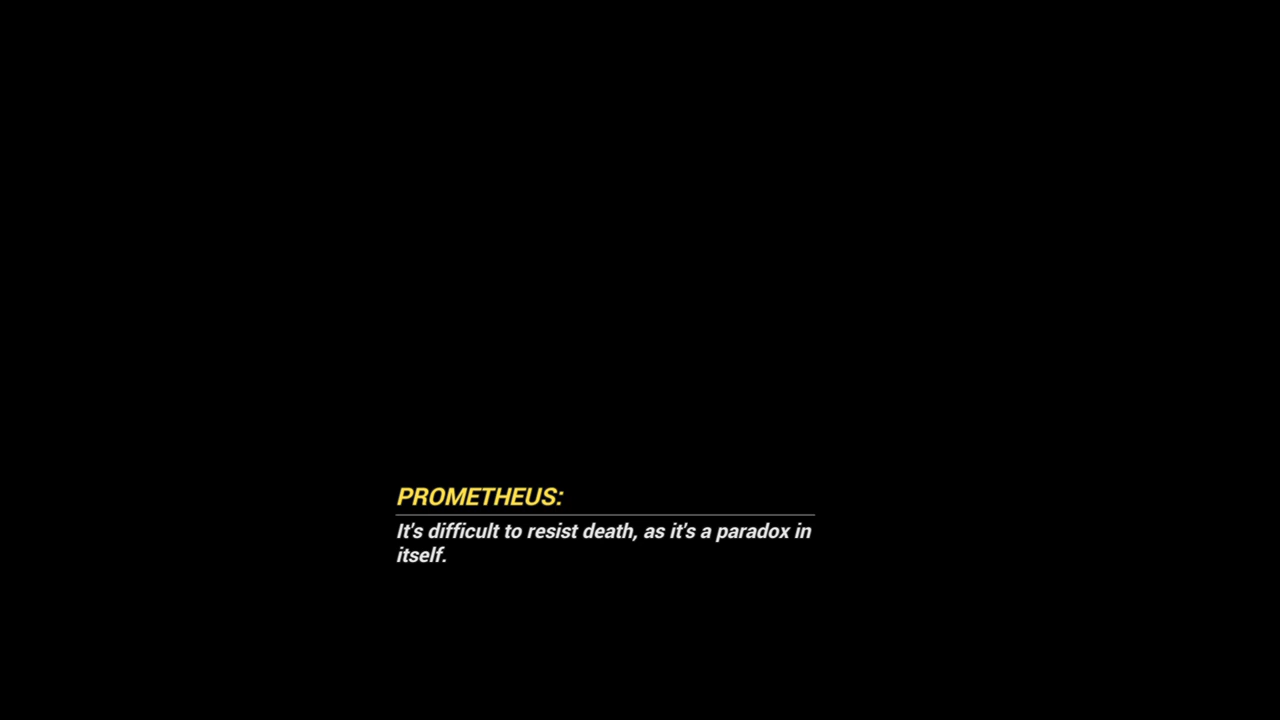 PROMETHEUS:
It's difficult to resist death, as it's a paradox in
itself.